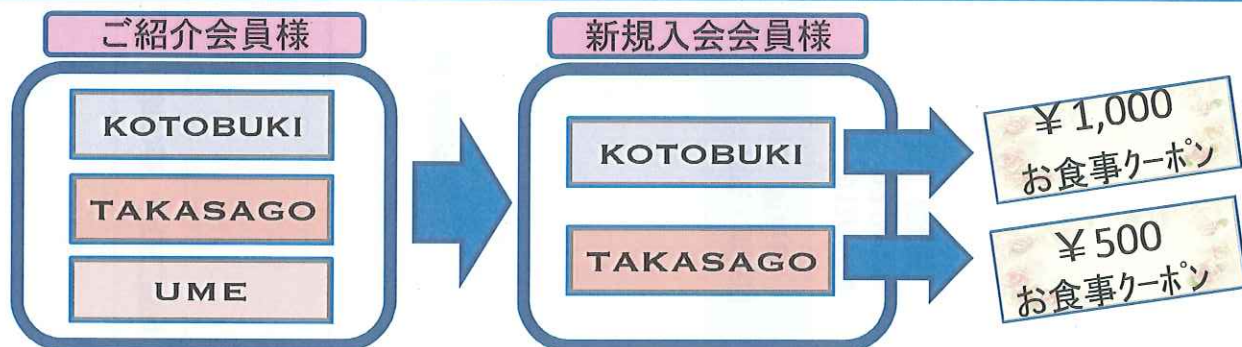 ご紹介会員様
KOTOBUKI
TAKASAGO
UME
新規入会会員様
KOTOBUKI
TAKASAGO
¥1,000
お食事クーポン
¥500
お食事クーポン